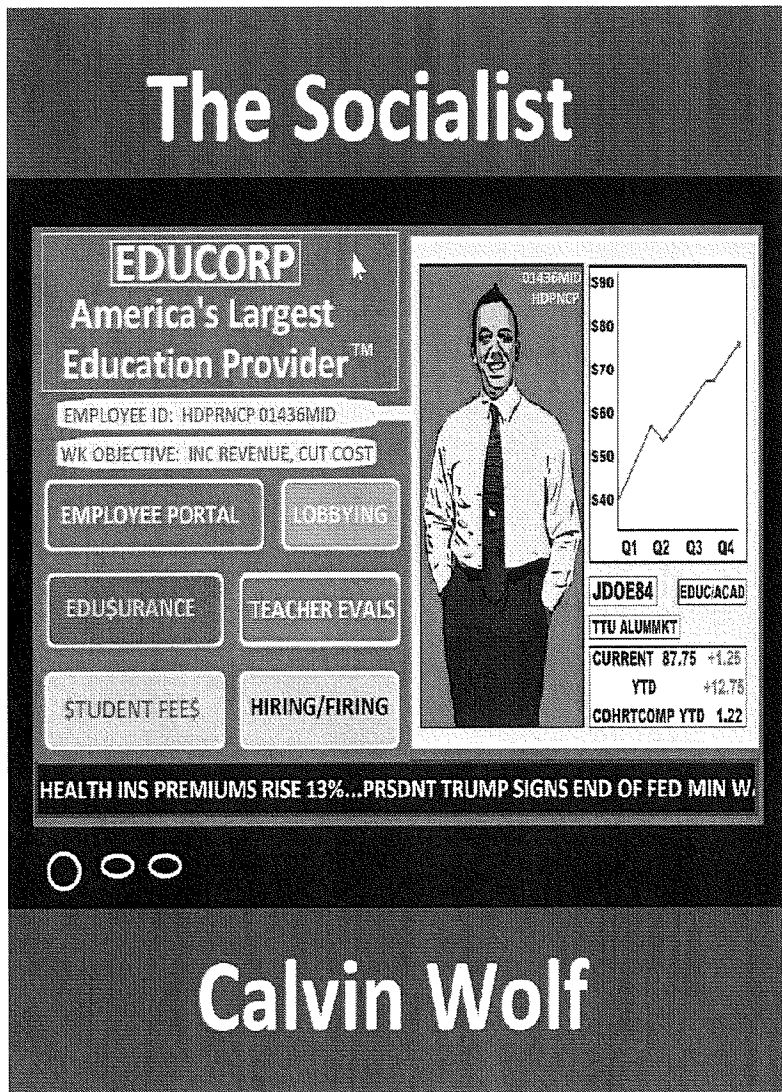 The Socialist
EDUCORP
America's Largest
Education Provider™
EMPLOYEE ID: HDPRNCP 01436MID
WK OBJECTIVE: INC REVENUE, CUT COST
EMPLOYEE PORTAL
LOBBYING
EDU$URANCE
TEACHER EVALS
$TUDENT FEE$
HIRING/FIRING
01436MID
HDPNCP
$90
$80
$70
$60
$50
$40
Q1 Q2 Q3 Q4
JDOE84
EDUC/ACAD
TTU ALUMMKT
CURRENT 87.75 +1.25
YTD +12.75
COHRTCOMP YTD 1.22
HEALTH INS PREMIUMS RISE 13%...PRSDNT TRUMP SIGNS END OF FED MIN WA
Calvin Wolf